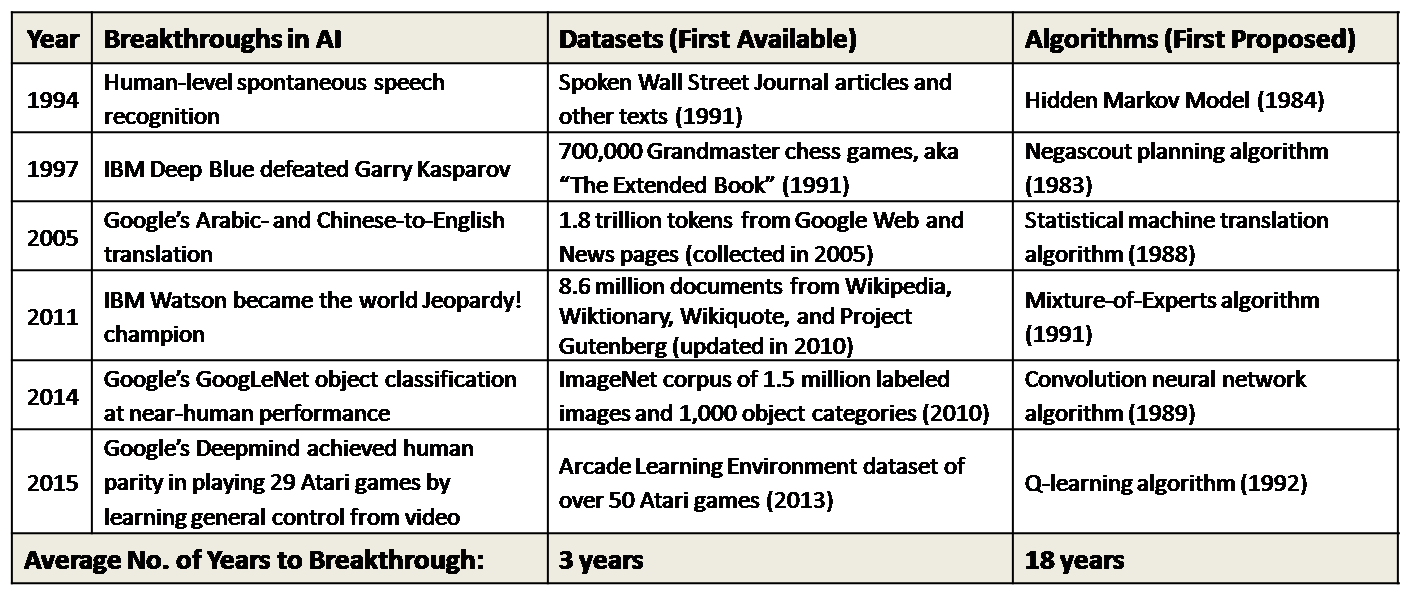 Year Breakthroughs in AI Datasets (First Available) Algorithms (First Proposed)
1994 Human-level spontaneous speech
recognition
Spoken Wall Street Journal articles and
other texts (1991)
Hidden Markov Model (1984)
1997 IBM Deep Blue defeated Garry Kasparov
700,000 Grandmaster chess games, aka
“The Extended Book” (1991)
Negascout planning algorithm
(1983)
2005 Google’s Arabic- and Chinese-to-English
translation
1.8 trillion tokens from Google Web and
News pages (collected in 2005)
Statistical machine translation
algorithm (1988)
2011 IBM Watson became the world Jeopardy!
champion
8.6 million documents from Wikipedia,
Wiktionary, Wikiquote, and Project
Gutenberg (updated in 2010)
Mixture-of-Experts algorithm
(1991)
2014 Google’s GoogLeNet object classification
at near-human performance
ImageNet corpus of 1.5 million labeled
images and 1,000 object categories (2010)
Convolution neural network
algorithm (1989)
2015 Google’s Deepmind achieved human
parity in playing 29 Atari games by
learning general control from video
Arcade Learning Environment dataset of
over 50 Atari games (2013)
Q-learning algorithm (1992)
Average No. of Years to Breakthrough: 3 years 18 years